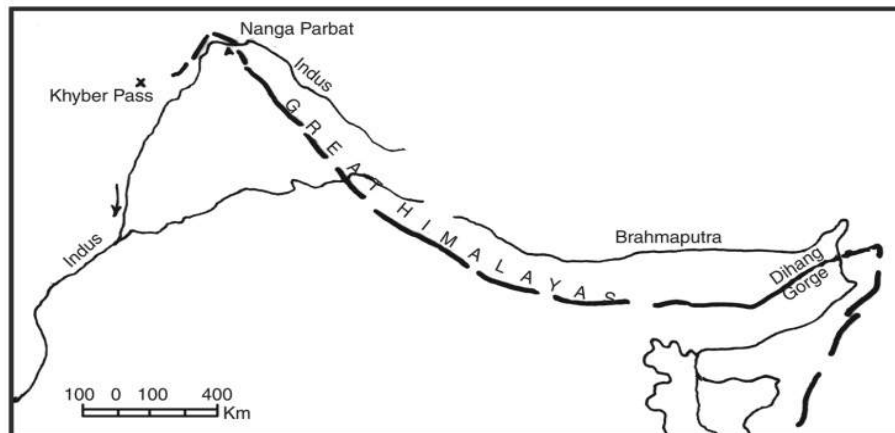 Nanga Parbat
Indus
Khyber Pass
GREAT HIMALAYAS
Brahmaputra
Indus
Dihang
Gorge
100 0 100 400
Km